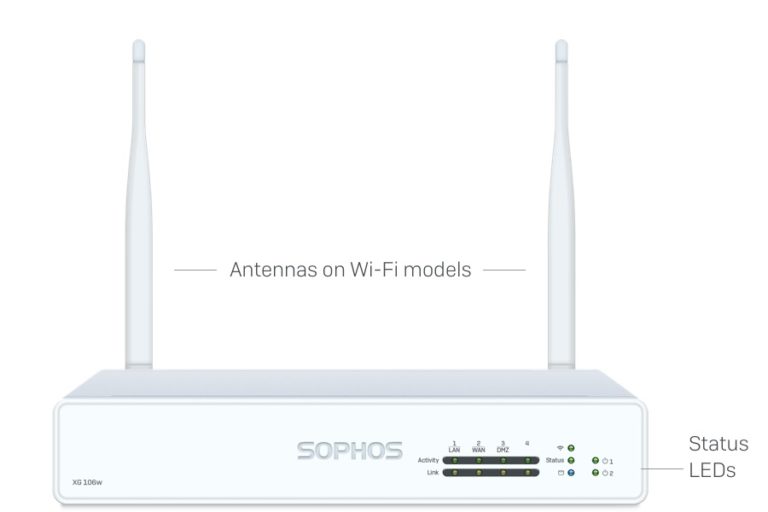 Antennas on Wi-Fi models
SOPHOS
1 2 3 4
LAN WAN DMZ
Activity
Link
Status
1
2
XG 106w
Status
LEDs